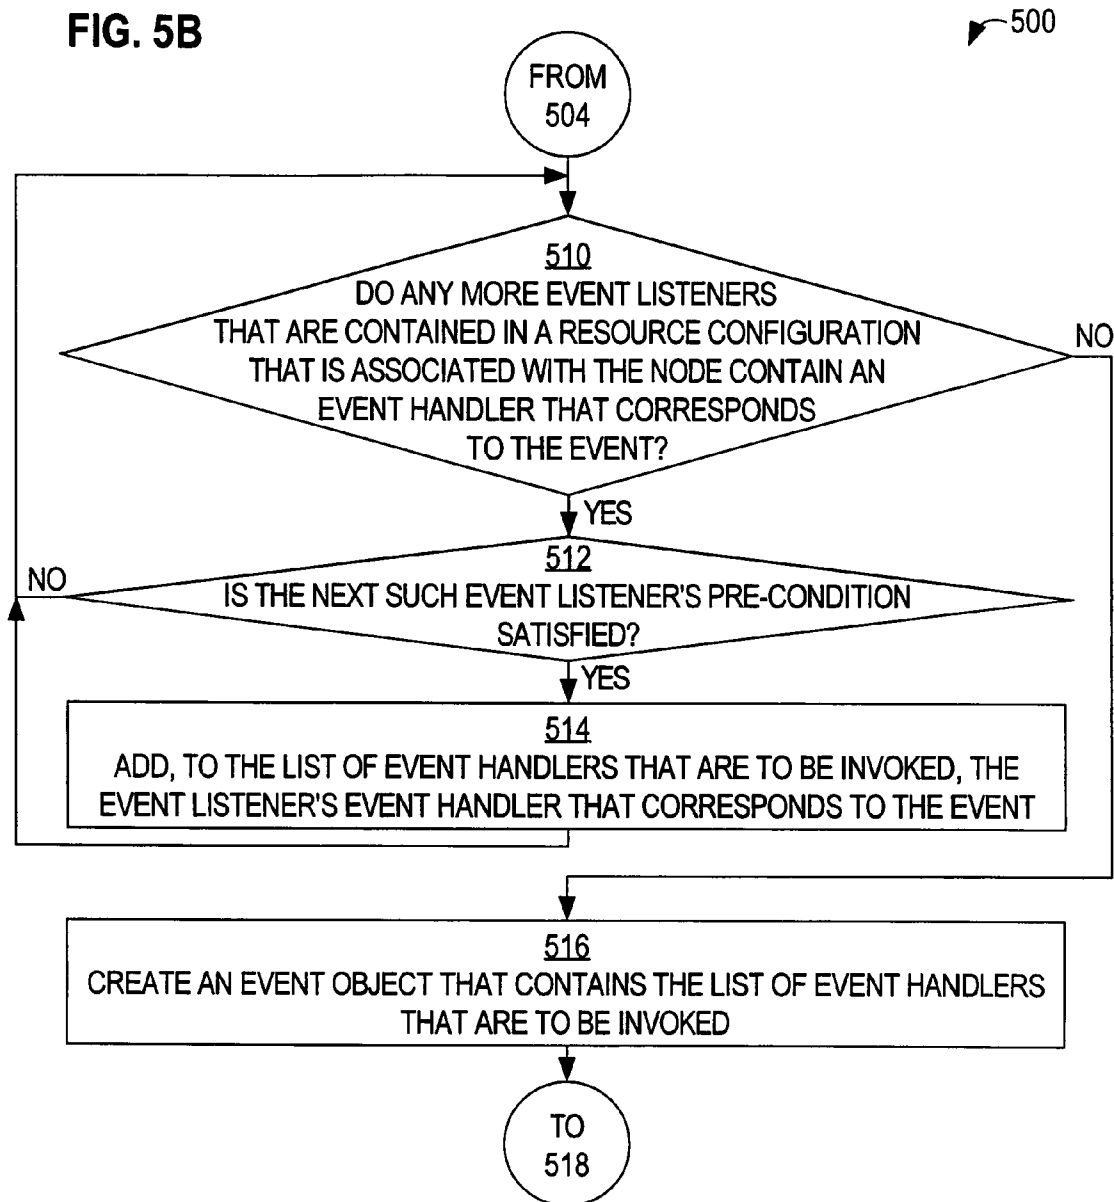 FIG. 5B
500
FROM
504
510
DO ANY MORE EVENT LISTENERS
THAT ARE CONTAINED IN A RESOURCE CONFIGURATION
THAT IS ASSOCIATED WITH THE NODE CONTAIN AN
EVENT HANDLER THAT CORRESPONDS
TO THE EVENT?
NO
YES
512
IS THE NEXT SUCH EVENT LISTENER'S PRE-CONDITION
SATISFIED?
NO
YES
514
ADD, TO THE LIST OF EVENT HANDLERS THAT ARE TO BE INVOKED, THE
EVENT LISTENER'S EVENT HANDLER THAT CORRESPONDS TO THE EVENT
516
CREATE AN EVENT OBJECT THAT CONTAINS THE LIST OF EVENT HANDLERS
THAT ARE TO BE INVOKED
TO
518